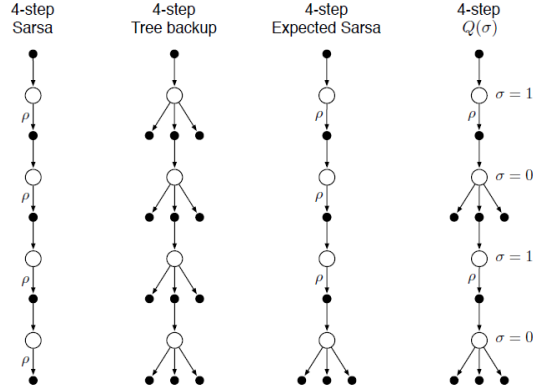 4-step
Sarsa
4-step
Tree backup
4-step
Expected Sarsa
4-step
Q(σ)
ρ
ρ
ρ
ρ
ρ
ρ
ρ
ρ
σ = 1
ρ
σ = 0
σ = 1
ρ
σ = 0